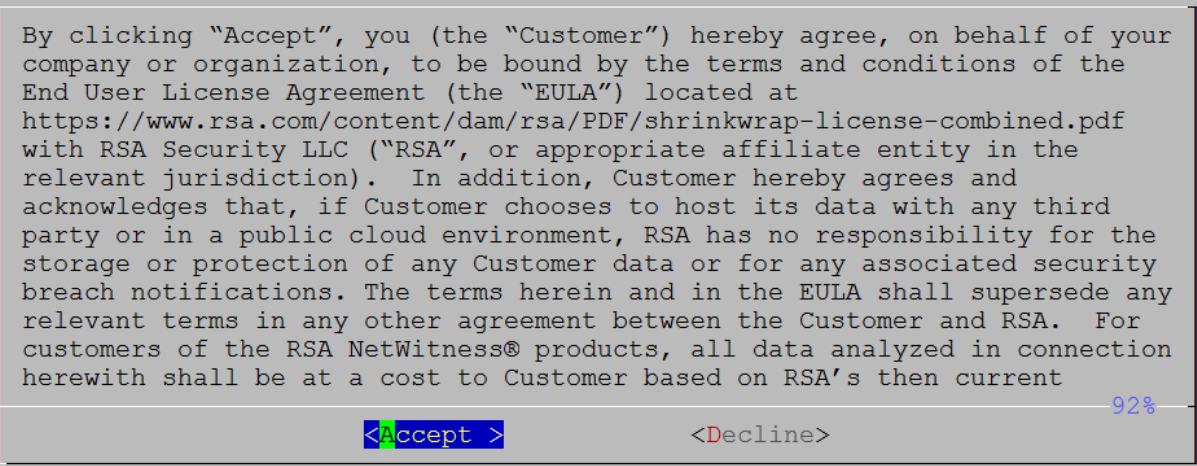 By clicking “Accept”, you (the “Customer”) hereby agree, on behalf of your
company or organization, to be bound by the terms and conditions of the
End User License Agreement (the “EULA”) located at
https://www.rsa.com/content/dam/rsa/PDF/shrinkwrap-license-combined.pdf
with RSA Security LLC (“RSA”, or appropriate affiliate entity in the
relevant jurisdiction).  In addition, Customer hereby agrees and
acknowledges that, if Customer chooses to host its data with any third
party or in a public cloud environment, RSA has no responsibility for the
storage or protection of any Customer data or for any associated security
breach notifications. The terms herein and in the EULA shall supersede any
relevant terms in any other agreement between the Customer and RSA.  For
customers of the RSA NetWitness® products, all data analyzed in connection
herewith shall be at a cost to Customer based on RSA’s then current
92%
<Accept > <Decline>